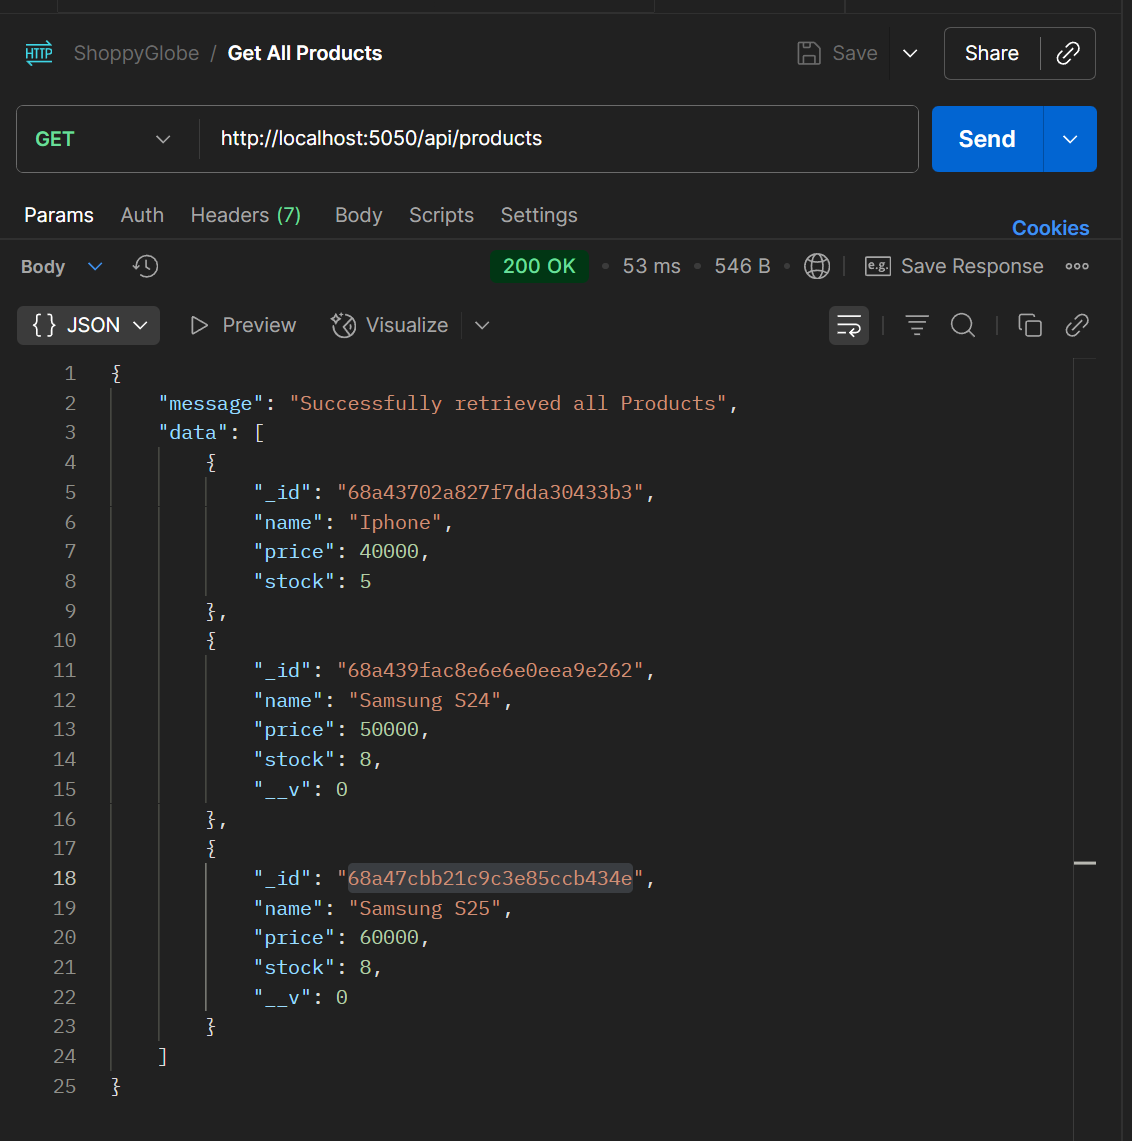 HTTP ShoppyGlobe / Get All Products Save Share
GET http://localhost:5050/api/products Send
Params Auth Headers (7) Body Scripts Settings
Cookies
Body 200 OK • 53 ms • 546 B • e.g. Save Response
{ } JSON Preview Visualize
1 {
2 "message": "Successfully retrieved all Products",
3 "data": [
4 {
5 "_id": "68a43702a827f7dda30433b3",
6 "name": "Iphone",
7 "price": 40000,
8 "stock": 5
9 },
10 {
11 "_id": "68a439fac8e6e6e0eea9e262",
12 "name": "Samsung S24",
13 "price": 50000,
14 "stock": 8,
15 "__v": 0
16 },
17 {
18 "_id": "68a47cbb21c9c3e85ccb434e",
19 "name": "Samsung S25",
20 "price": 60000,
21 "stock": 8,
22 "__v": 0
23 }
24 ]
25 }